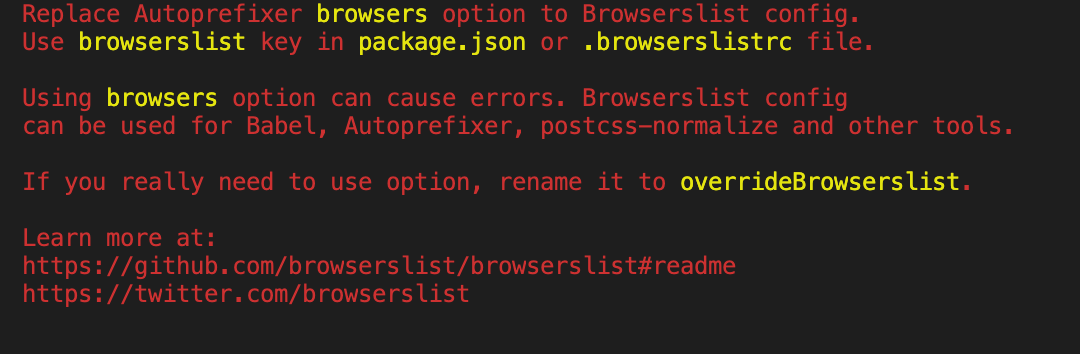 Replace Autoprefixer browsers option to Browserslist config.
Use browserslist key in package.json or .browserslistrc file.
Using browsers option can cause errors. Browserslist config
can be used for Babel, Autoprefixer, postcss-normalize and other tools.
If you really need to use option, rename it to overrideBrowserslist.
Learn more at:
https://github.com/browserslist/browserslist#readme
https://twitter.com/browserslist